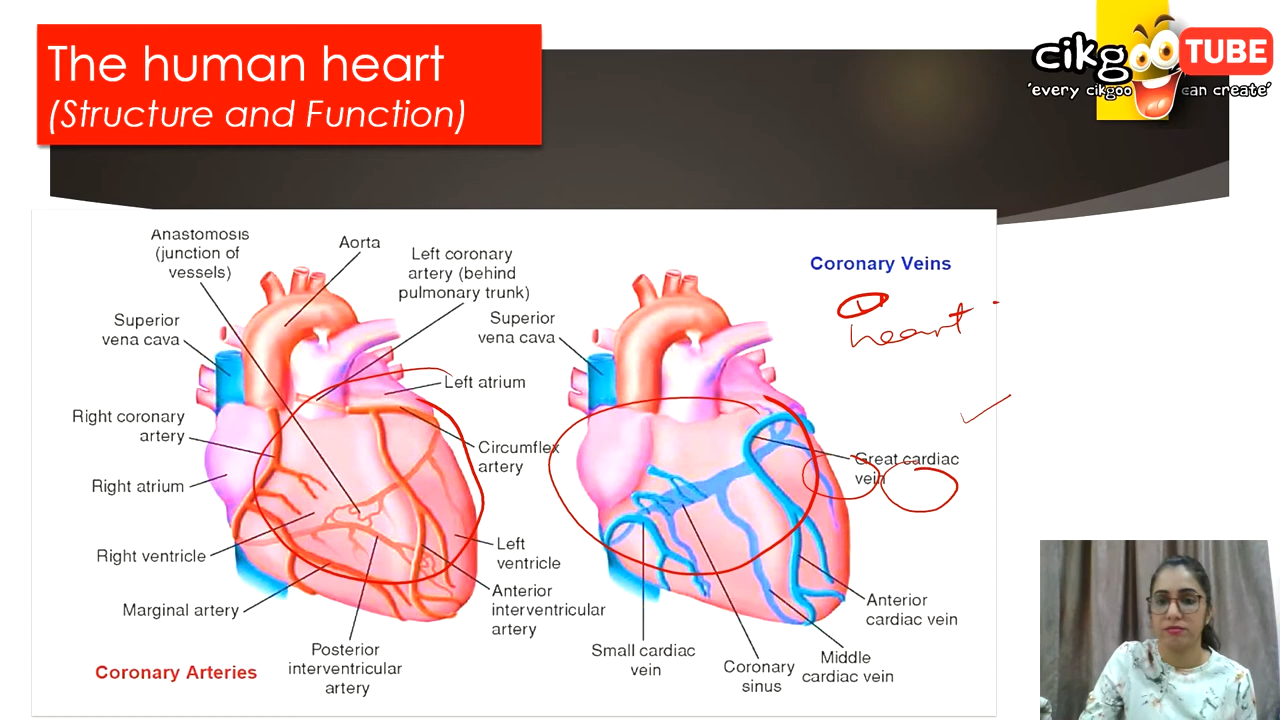 The human heart
(Structure and Function)
cikgoo TUBE
'every cikgoo can create'
Anastomosis
(junction of
vessels)
Aorta
Left coronary
artery (behind
pulmonary trunk)
Superior
vena cava
Left atrium
Right coronary
artery
Circumflex
artery
Right atrium
Right ventricle
Left
ventricle
Marginal artery
Anterior
interventricular
artery
Posterior
interventricular
artery
Coronary Arteries
Coronary Veins
Superior
vena cava
heart
Great cardiac
vein
Anterior
cardiac vein
Small cardiac
vein
Coronary
sinus
Middle
cardiac vein